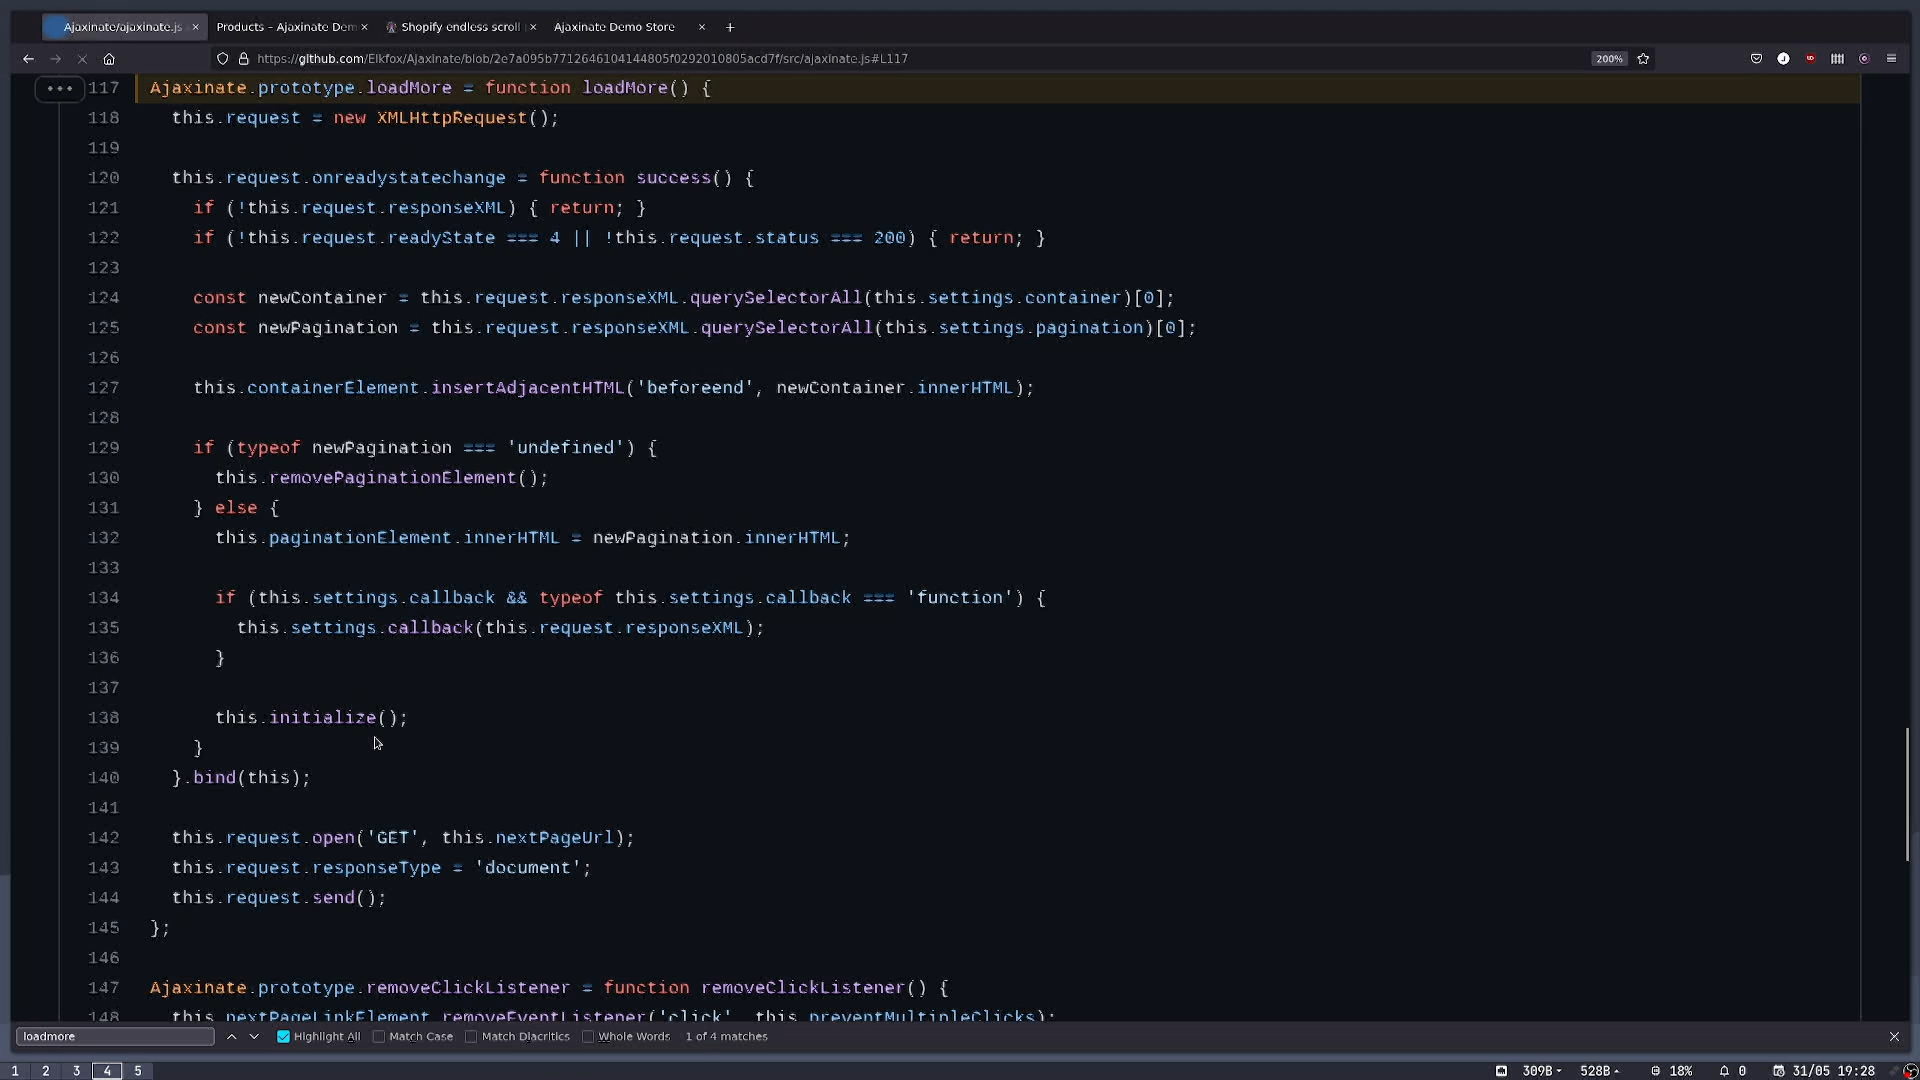 Ajaxinate/ajaxinate.js × Products – Ajaxinate Dem × Shopify endless scroll × Ajaxinate Demo Store × +
https://github.com/Elkfox/Ajaxinate/blob/2e7a095b7712646104144805f0292010805acd7f/src/ajaxinate.js#L117 200%
117 Ajaxinate.prototype.loadMore = function loadMore() {
118 this.request = new XMLHttpRequest();
119
120 this.request.onreadystatechange = function success() {
121 if (!this.request.responseXML) { return; }
122 if (!this.request.readyState === 4 || !this.request.status === 200) { return; }
123
124 const newContainer = this.request.responseXML.querySelectorAll(this.settings.container)[0];
125 const newPagination = this.request.responseXML.querySelectorAll(this.settings.pagination)[0];
126
127 this.containerElement.insertAdjacentHTML('beforeend', newContainer.innerHTML);
128
129 if (typeof newPagination === 'undefined') {
130 this.removePaginationElement();
131 } else {
132 this.paginationElement.innerHTML = newPagination.innerHTML;
133
134 if (this.settings.callback && typeof this.settings.callback === 'function') {
135 this.settings.callback(this.request.responseXML);
136 }
137
138 this.initialize();
139 }
140 }.bind(this);
141
142 this.request.open('GET', this.nextPageUrl);
143 this.request.responseType = 'document';
144 this.request.send();
145 };
146
147 Ajaxinate.prototype.removeClickListener = function removeClickListener() {
148 this.nextPageLinkElement.removeEventListener('click', this.preventMultipleClicks);
loadmore Highlight All Match Case Match Diacritics Whole Words 1 of 4 matches
1 2 3 4 5 309B 528B 18% 0 31/05 19:28